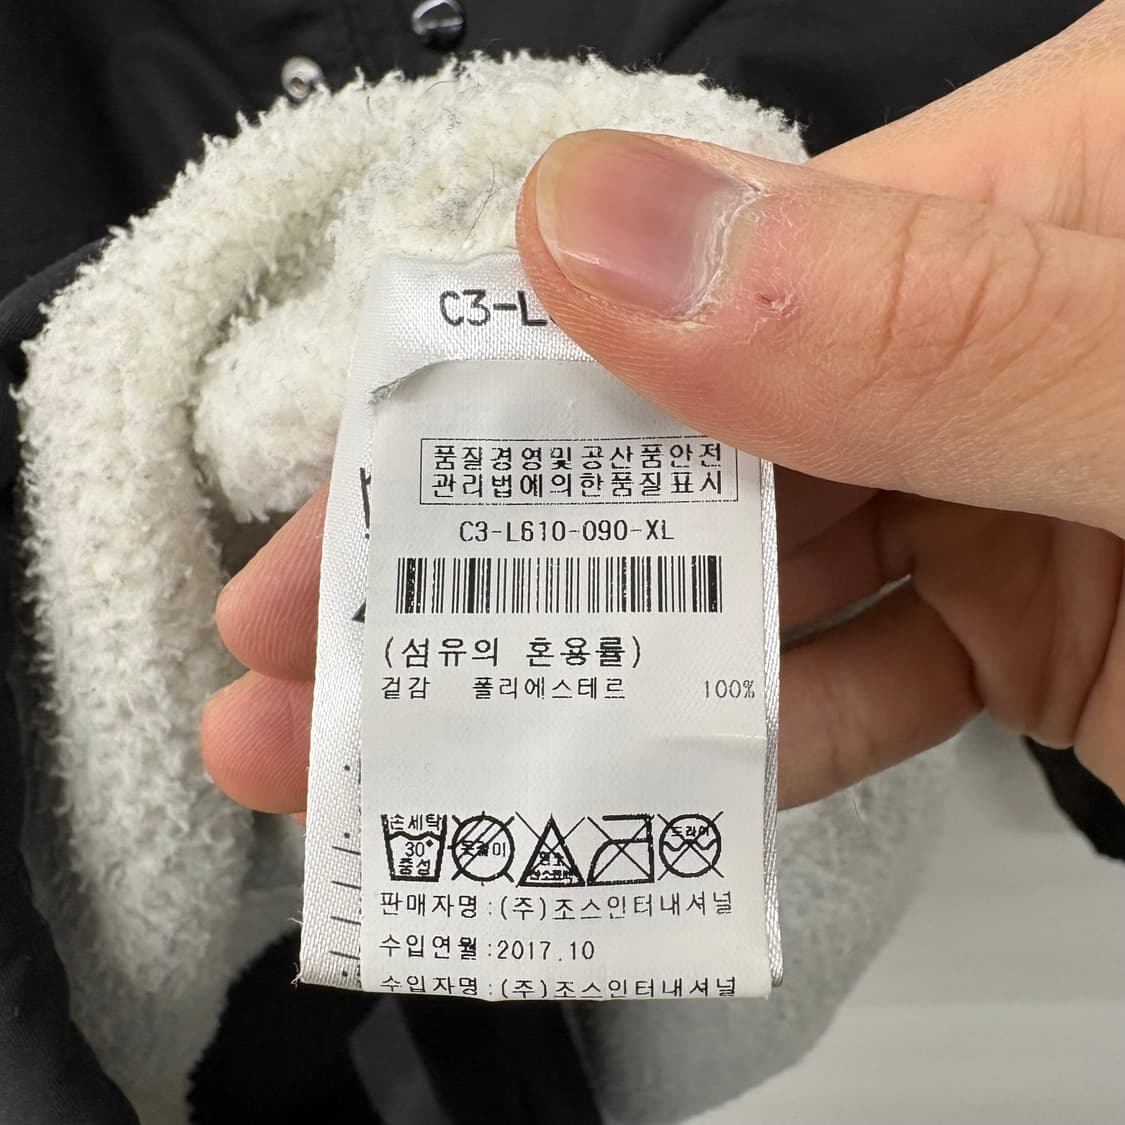 C3-L
품질경영및공산품안전
관리법에의한품질표시
C3-L610-090-XL
(섬유의 혼용률)
겉감 폴리에스테르 100%
손세탁
30°
중성
드라이
판매자명:(주)조스인터내셔널
수입연월:2017.10
수입자명:(주)조스인터내셔널